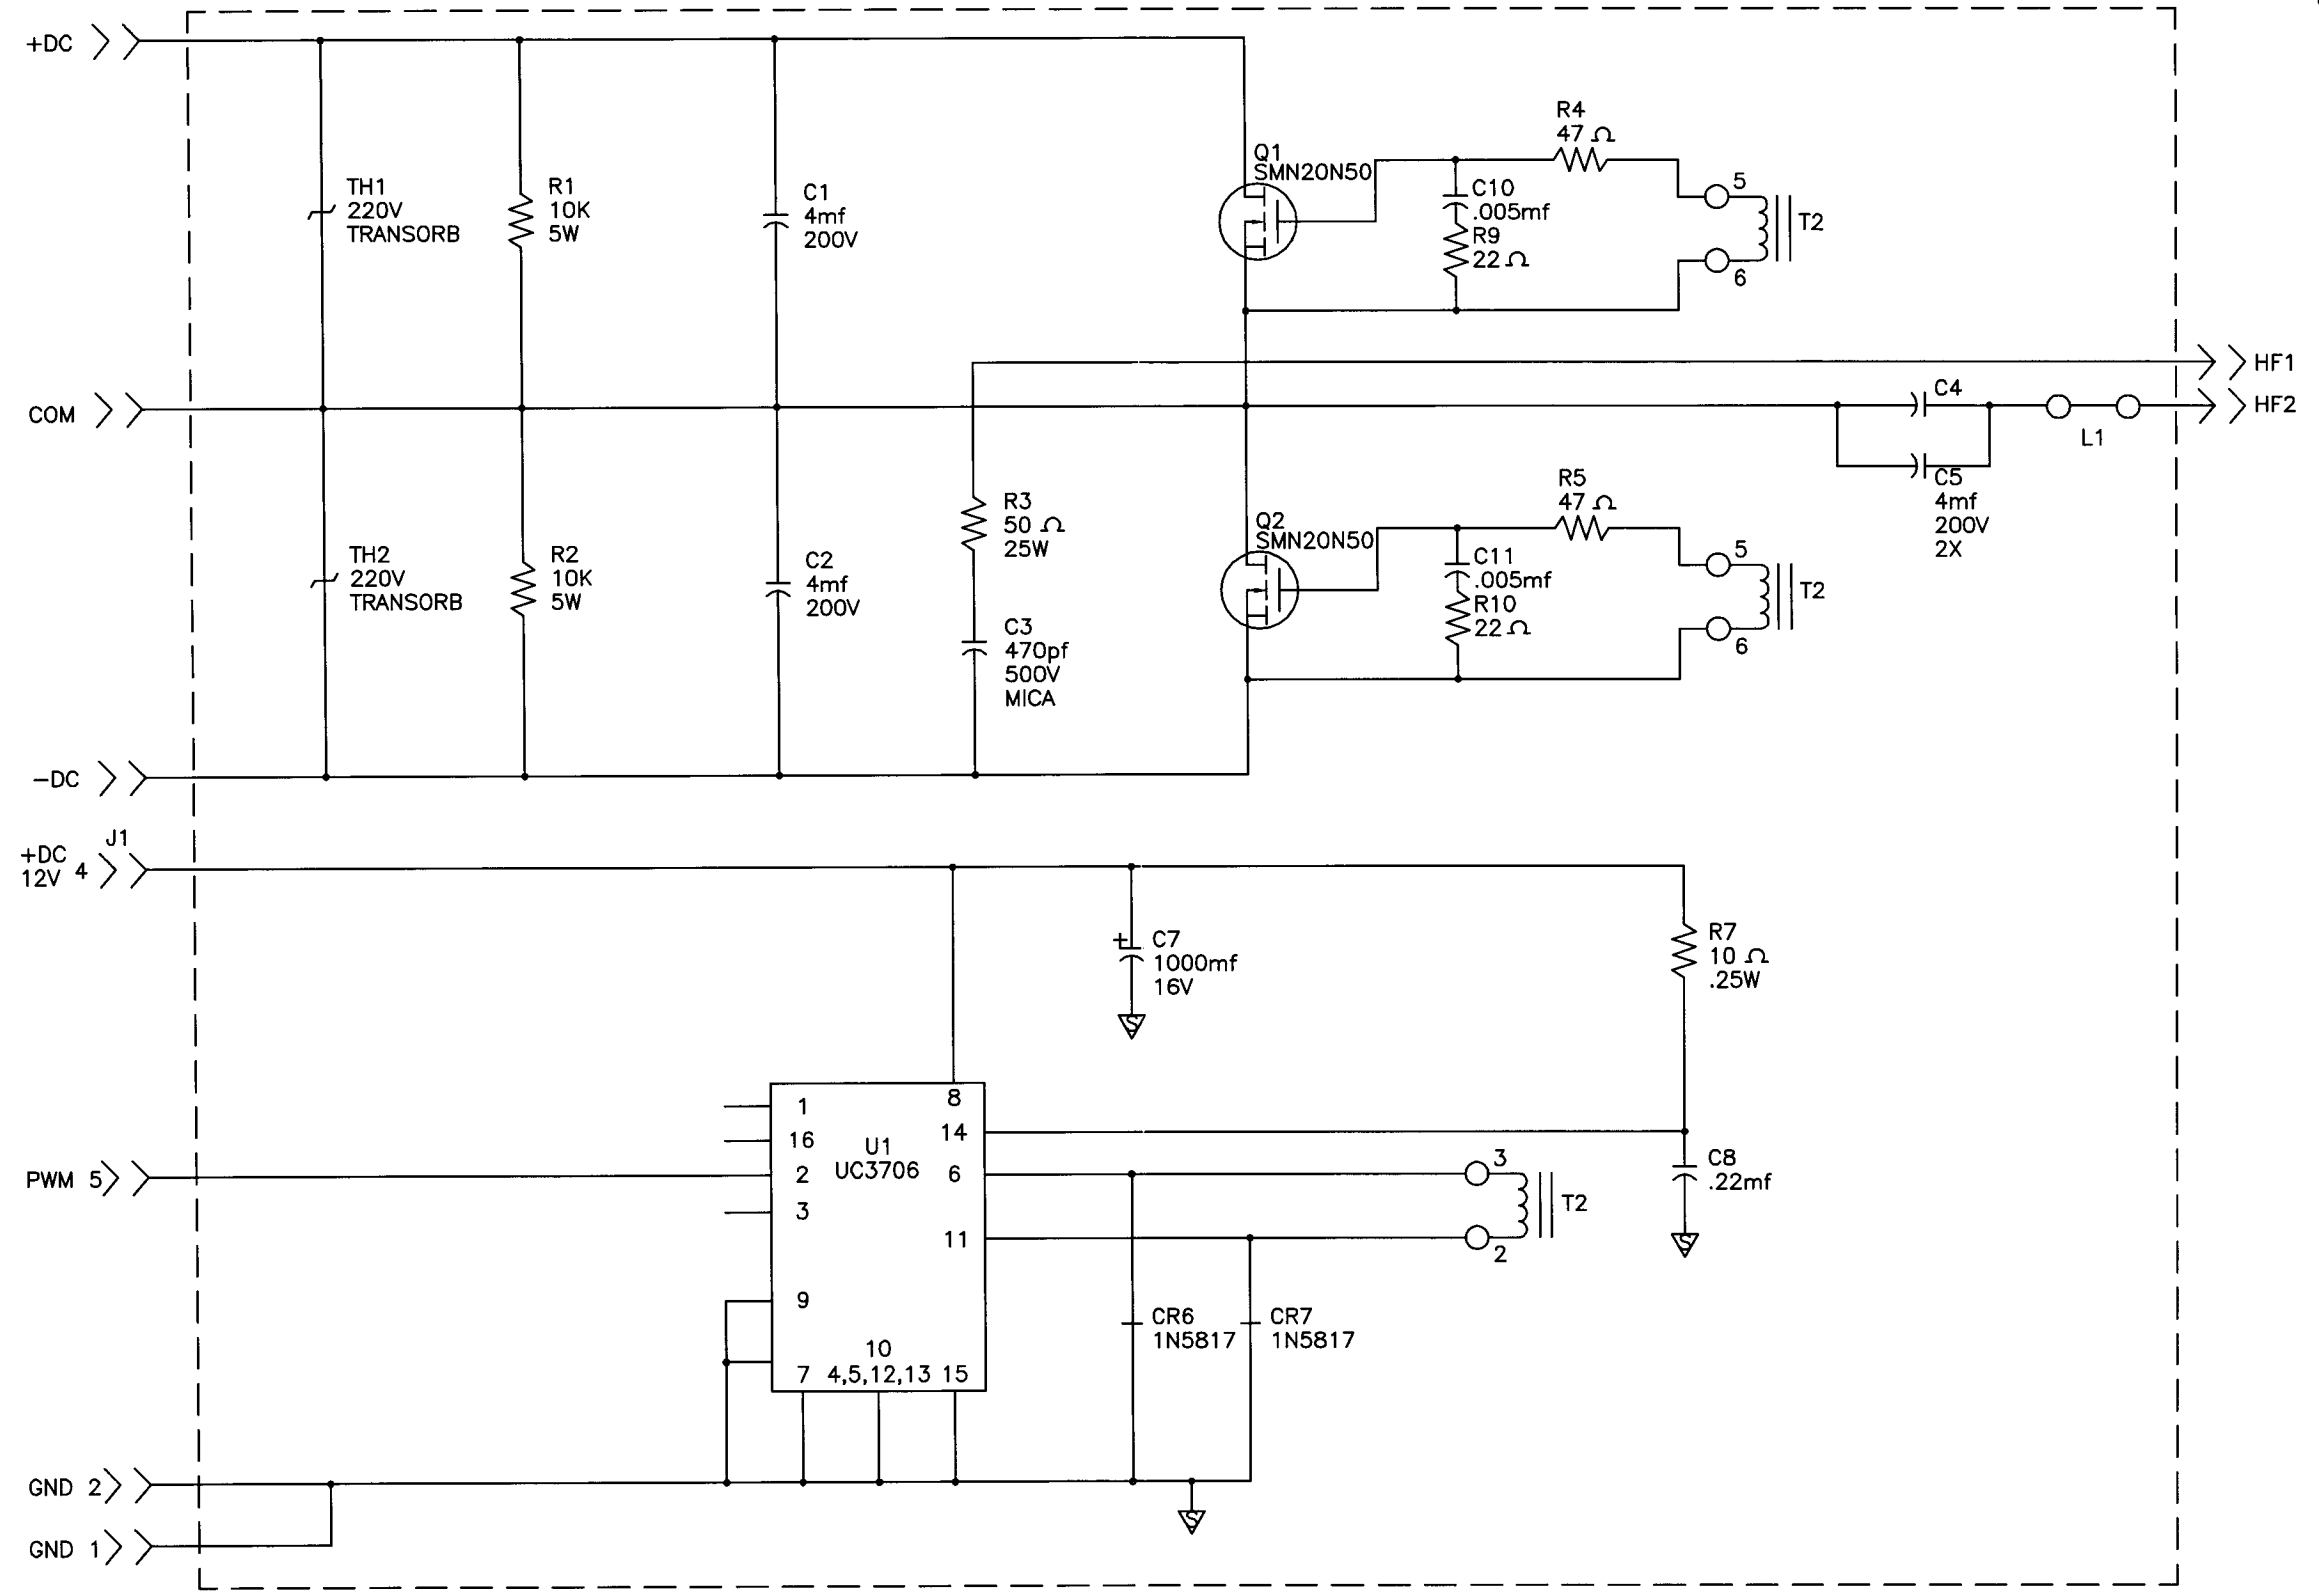 +DC
R4
47 Ω
Q1
SMN20N50
5
TH1
220V
TRANSORB
R1
10K
5W
C1
4mf
200V
C10
.005mf
R9
22 Ω
T2
6
HF1
C4
COM
HF2
L1
R5
47 Ω
C5
4mf
200V
2X
R3
50 Ω
25W
Q2
SMN20N50
5
TH2
220V
TRANSORB
R2
10K
5W
C2
4mf
200V
C11
.005mf
R10
22 Ω
T2
6
C3
470pf
500V
MICA
-DC
J1
+DC
12V 4
+
C7
1000mf
16V
R7
10 Ω
.25W
S
1
8
16
14
U1
UC3706
PWM 5
2
6
3
T2
C8
.22mf
3
11
2
S
9
CR6
1N5817
CR7
1N5817
10
7 4,5,12,13 15
GND 2
S
GND 1